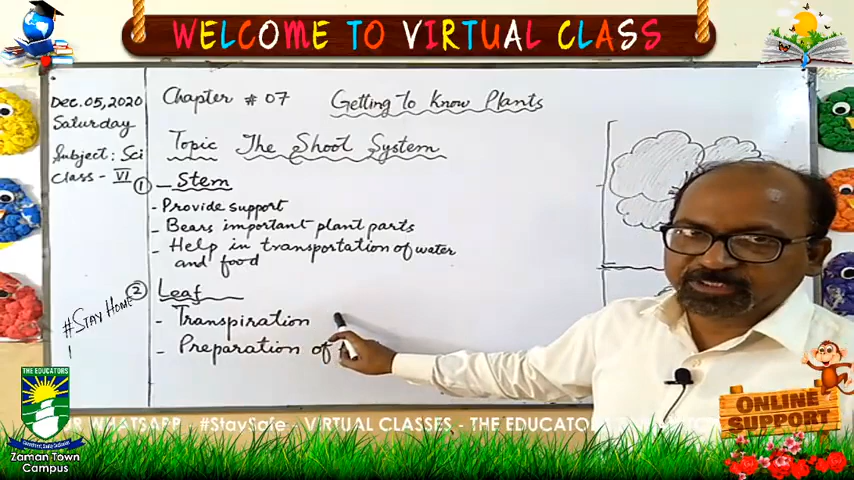 WELCOME TO VIRTUAL CLASS
Dec. 05, 2020
Saturday
Subject: Sci
Class - VI
Chapter # 07 Getting To Know Plants
Topic The Shoot System
① - Stem
- Provide support
- Bears important plant parts
- Help in transportation of water
and food
② Leaf
- Transpiration
- Preparation of
#STAY HOME
THE EDUCATORS
Zaman Town
Campus
WHATSAPP - #StaySafe - VIRTUAL CLASSES - THE EDUCATO
ONLINE
SUPPORT